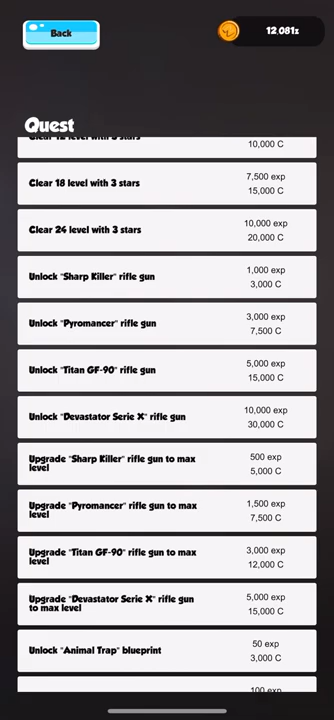 Back
12,081z
Quest
Clear 12 level with 3 stars
10,000 C
Clear 18 level with 3 stars
7,500 exp
15,000 C
Clear 24 level with 3 stars
10,000 exp
20,000 C
Unlock "Sharp Killer" rifle gun
1,000 exp
3,000 C
Unlock "Pyromancer" rifle gun
3,000 exp
7,500 C
Unlock "Titan GF-90" rifle gun
5,000 exp
15,000 C
Unlock "Devastator Serie X" rifle gun
10,000 exp
30,000 C
Upgrade "Sharp Killer" rifle gun to max
level
500 exp
5,000 C
Upgrade "Pyromancer" rifle gun to max
level
1,500 exp
7,500 C
Upgrade "Titan GF-90" rifle gun to max
level
3,000 exp
12,000 C
Upgrade "Devastator Serie X" rifle gun
to max level
5,000 exp
15,000 C
Unlock "Animal Trap" blueprint
50 exp
3,000 C
100 exp